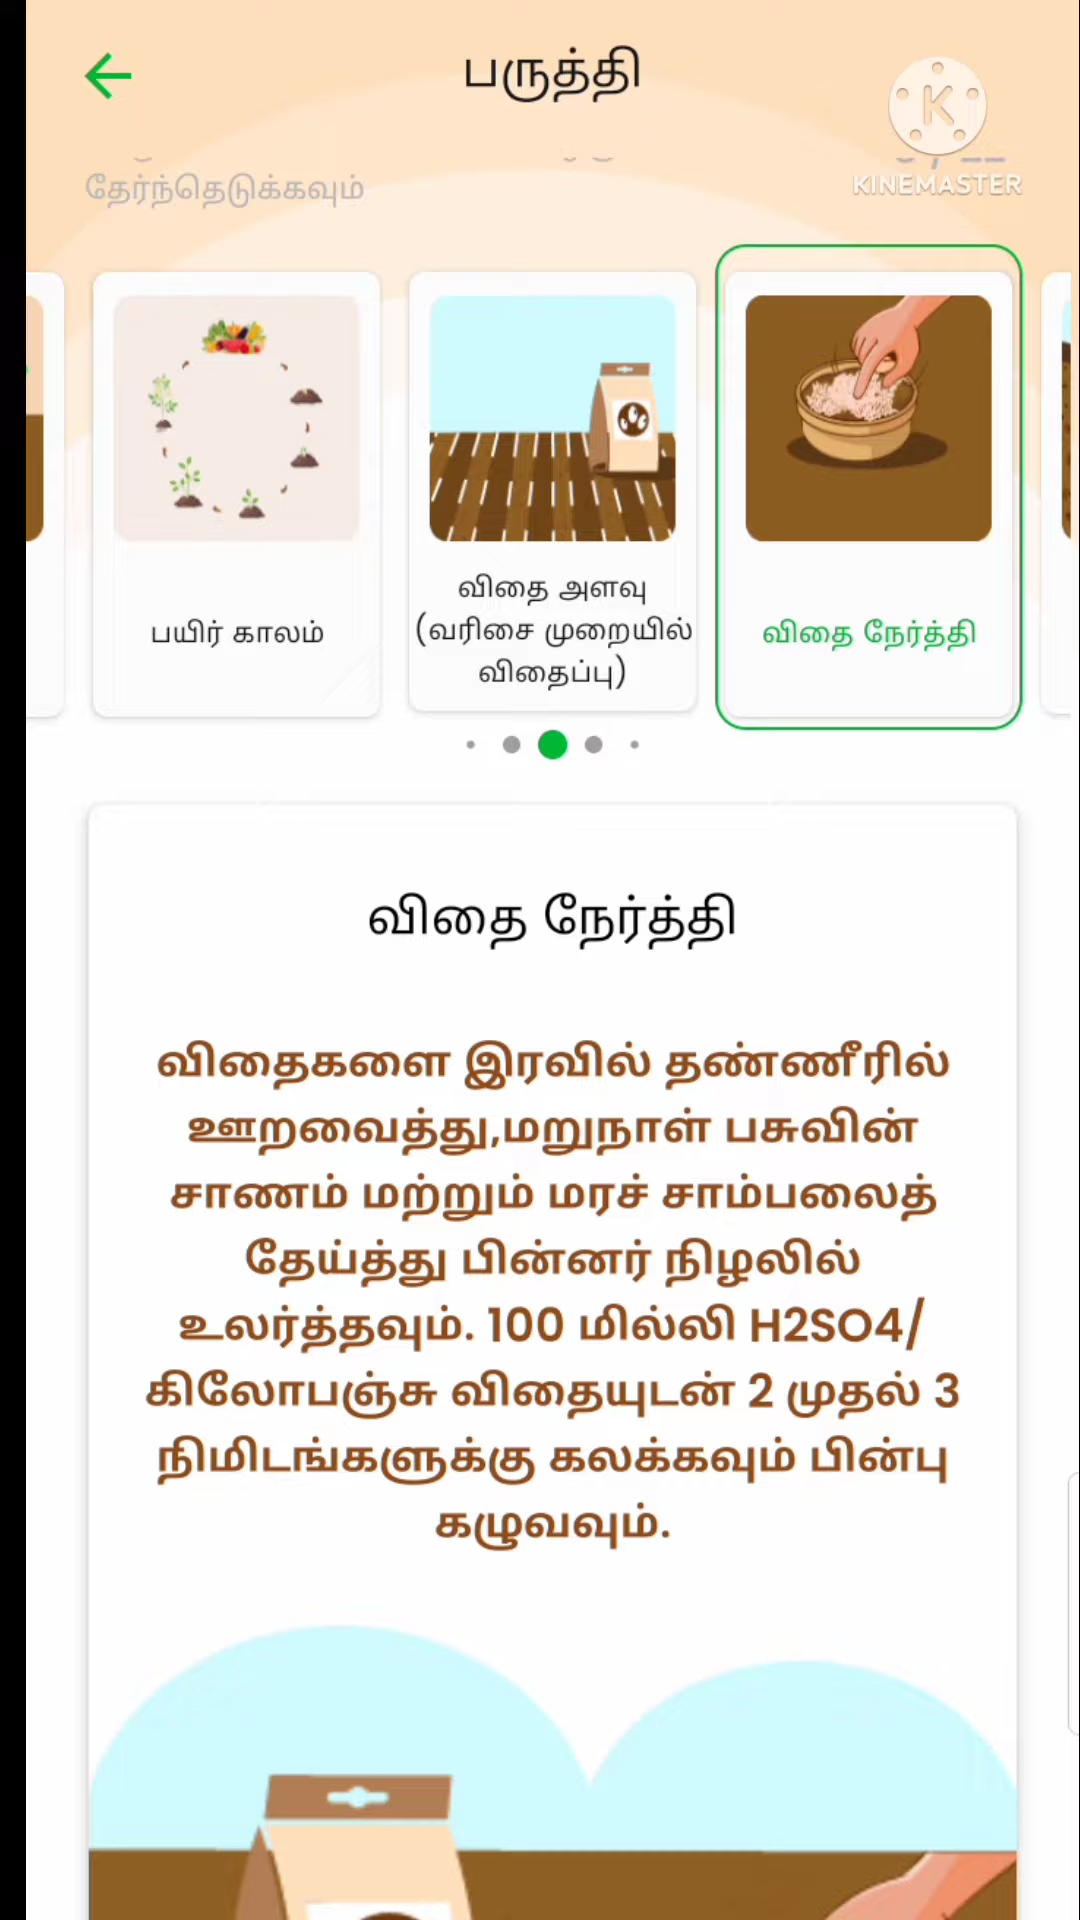 பருத்தி
K
KINEMASTER
தேர்ந்தெடுக்கவும்
பயிர் காலம்
விதை அளவு
(வரிசை முறையில்
விதைப்பு)
விதை நேர்த்தி
விதை நேர்த்தி
விதைகளை இரவில் தண்ணீரில்
ஊறவைத்து,மறுநாள் பசுவின்
சாணம் மற்றும் மரச் சாம்பலைத்
தேய்த்து பின்னர் நிழலில்
உலர்த்தவும். 100 மில்லி H2SO4/
கிலோபஞ்சு விதையுடன் 2 முதல் 3
நிமிடங்களுக்கு கலக்கவும் பின்பு
கழுவவும்.